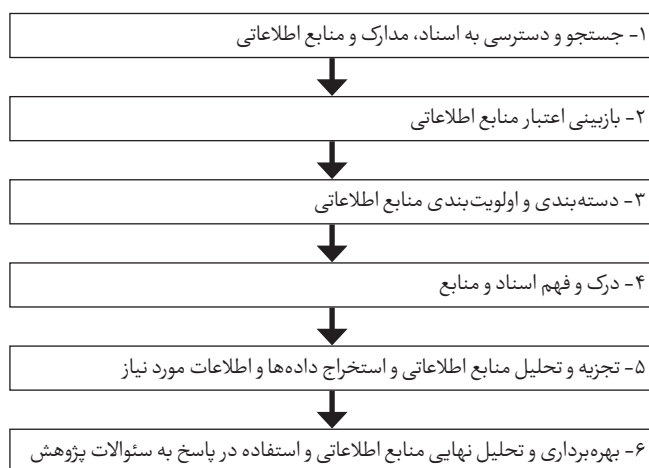 ۱- جستجو و دسترسی به اسناد، مدارک و منابع اطلاعاتی
۲- بازبینی اعتبار منابع اطلاعاتی
۳- دسته‌بندی و اولویت‌بندی منابع اطلاعاتی
۴- درک و فهم اسناد و منابع
۵- تجزیه و تحلیل منابع اطلاعاتی و استخراج داده‌ها و اطلاعات مورد نیاز
۶- بهره‌برداری و تحلیل نهایی منابع اطلاعاتی و استفاده در پاسخ به سئوالات پژوهش